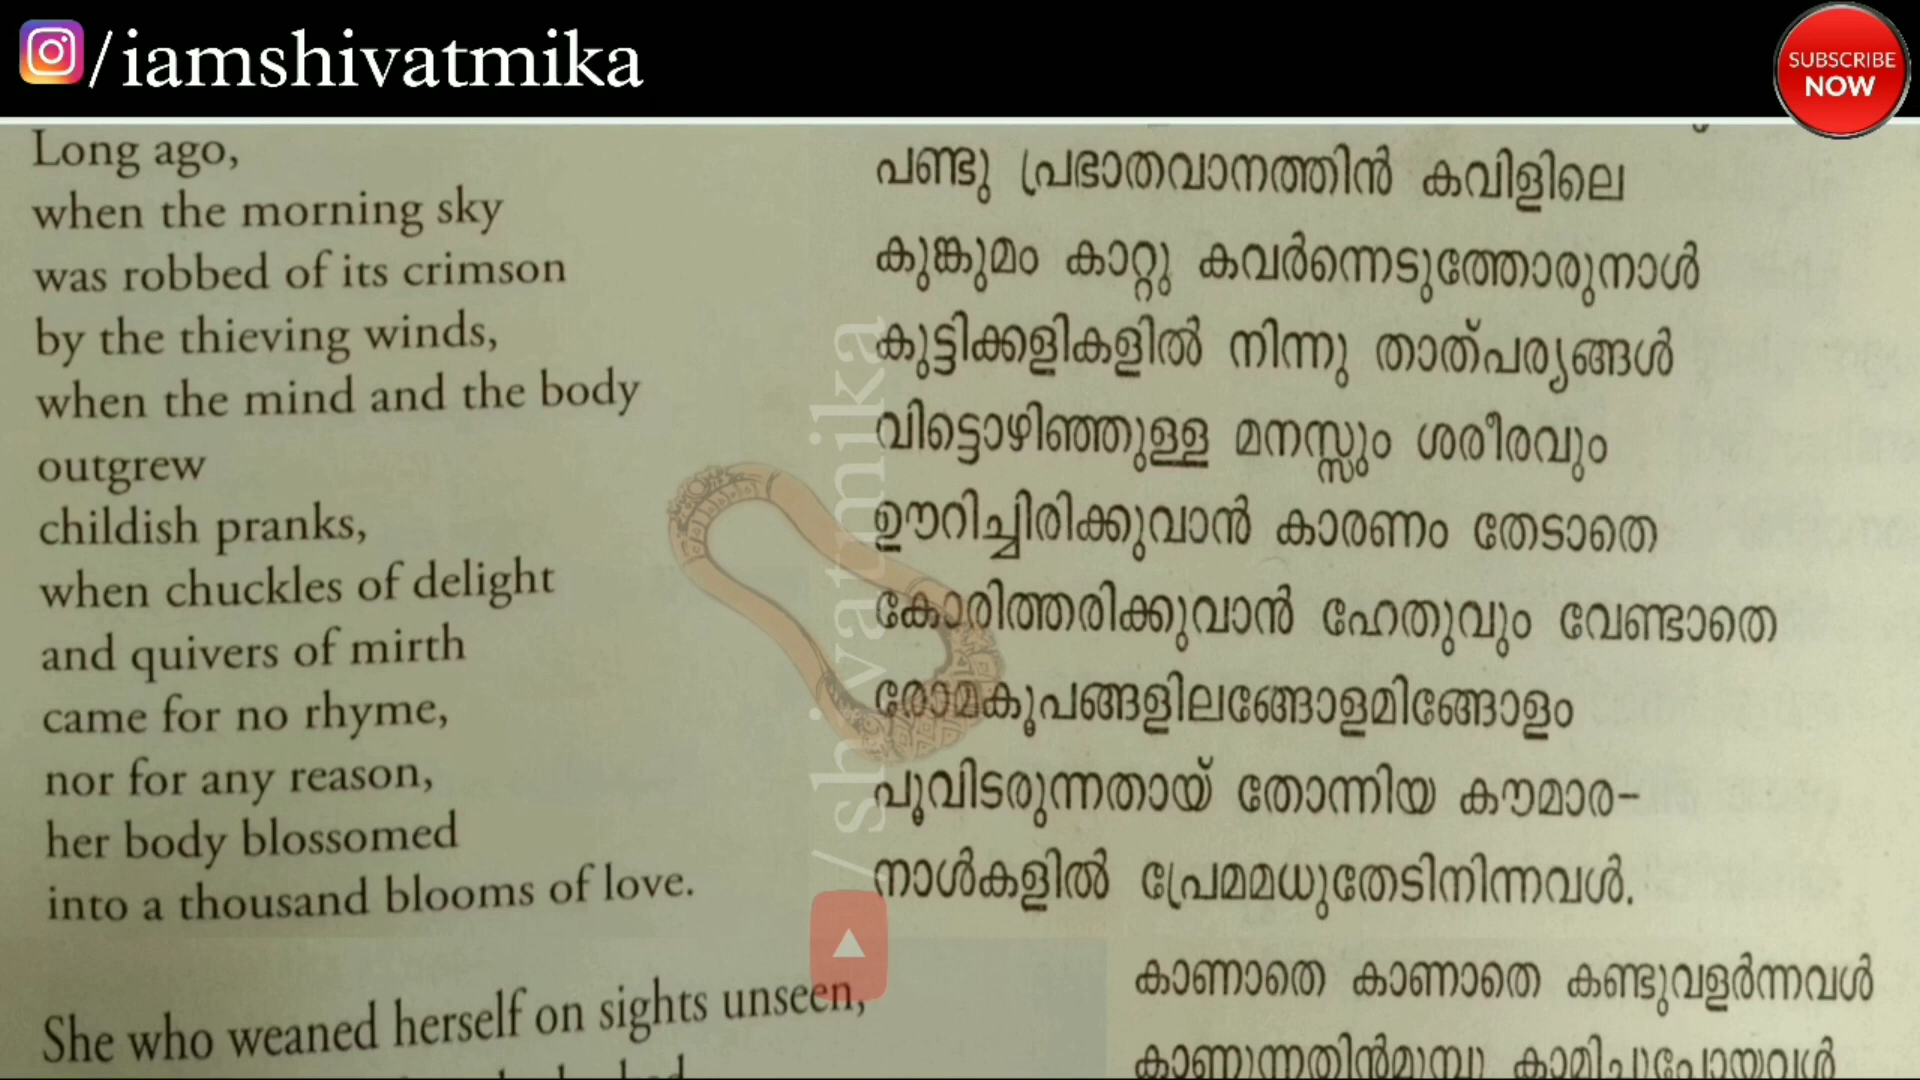 /iamshivatmika
SUBSCRIBE
NOW
Long ago,
when the morning sky
was robbed of its crimson
by the thieving winds,
when the mind and the body
outgrew
childish pranks,
when chuckles of delight
and quivers of mirth
came for no rhyme,
nor for any reason,
her body blossomed
into a thousand blooms of love.
She who weaned herself on sights unseen,
പണ്ടു പ്രഭാതവാനത്തിൻ കവിളിലെ
കുങ്കുമം കാറ്റു കവർന്നെടുത്തോരുനാൾ
കുട്ടിക്കളികളിൽ നിന്നു താത്പര്യങ്ങൾ
വിട്ടൊഴിഞ്ഞുള്ള മനസ്സും ശരീരവും
ഊറിച്ചിരിക്കുവാൻ കാരണം തേടാതെ
കോരിത്തരിക്കുവാൻ ഹേതുവും വേണ്ടാതെ
രോമകൂപങ്ങളിലങ്ങോളമിങ്ങോളം
പൂവിടരുന്നതായ് തോന്നിയ കൗമാര-
നാൾകളിൽ പ്രേമമധുതേടിനിന്നവൾ.
കാണാതെ കാണാതെ കണ്ടുവളർന്നവൾ
കാണുന്നതിൻമുമ്പു കാമിച്ചുപോയവൾ
/shivatmika